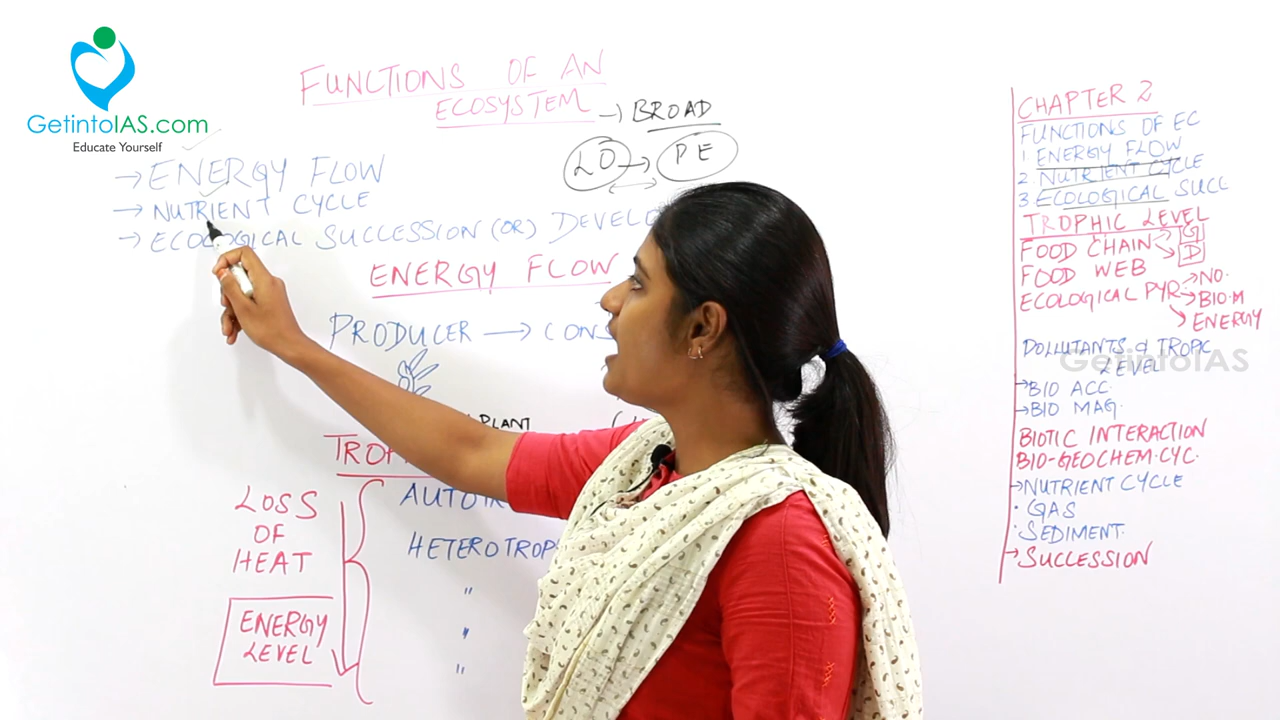 GetintoIAS.com
Educate Yourself
FUNCTIONS OF AN
ECOSYSTEM → BROAD
LO → PE
→ ENERGY FLOW
→ NUTRIENT CYCLE
→ ECOLOGICAL SUCCESSION (OR) DEVELO
ENERGY FLOW
PRODUCER → CONS
PLANT
TROP
LOSS
OF
HEAT
AUTOTR
HETEROTROP
"
"
"
ENERGY
LEVEL
CHAPTER 2
FUNCTIONS OF EC
1 ENERGY FLOW
2. NUTRIENT CYCLE
3. ECOLOGICAL SUCC
TROPHIC LEVEL
FOOD CHAIN → G
→ D
FOOD WEB
ECOLOGICAL PYR → NO.
→ BIO.M
→ ENERGY
POLLUTANTS & TROPC
LEVEL
GetintoIAS
→ BIO ACC.
→ BIO MAG.
BIOTIC INTERACTION
BIO-GEOCHEM.CYC.
→ NUTRIENT CYCLE
• GAS
• SEDIMENT.
→ SUCCESSION